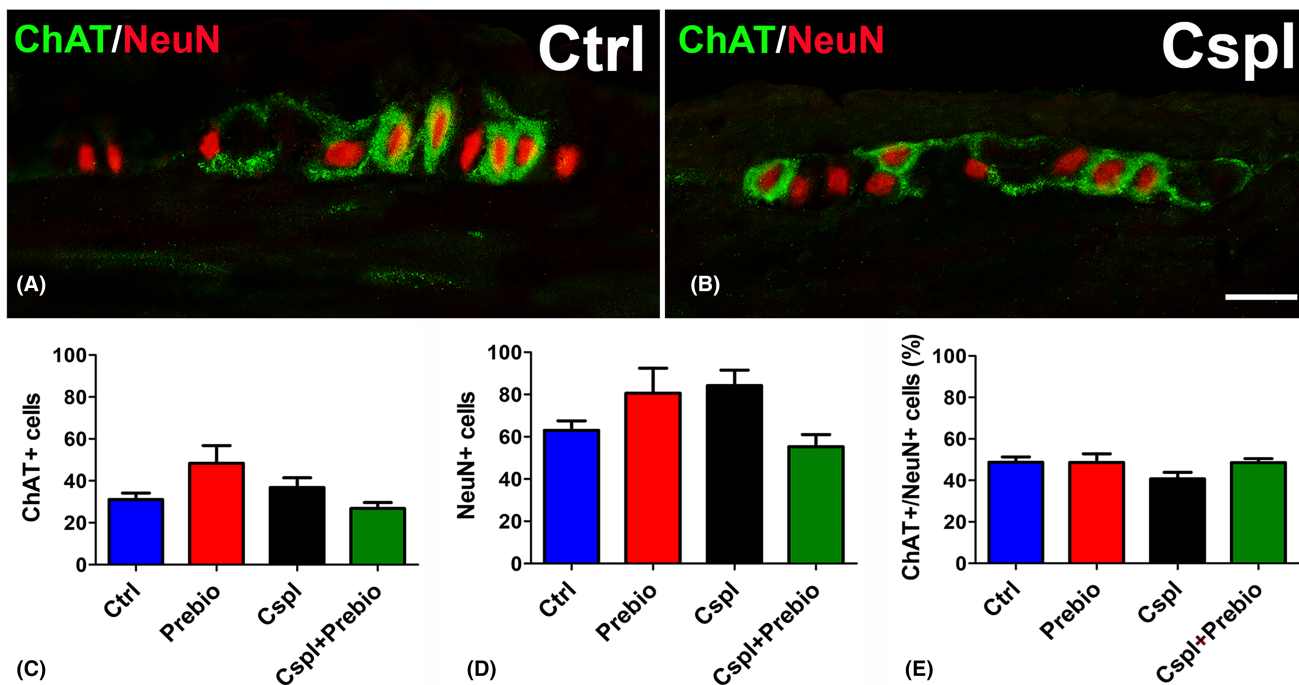 ChAT/NeuN
Ctrl
(A)
ChAT/NeuN
Cspl
(B)
100
80
60
40
20
0
ChAT+ cells
Ctrl
Prebio
Cspl
Cspl+Prebio
(C)
100
80
60
40
20
0
NeuN+ cells
Ctrl
Prebio
Cspl
Cspl+Prebio
(D)
100
80
60
40
20
0
ChAT+/NeuN+ cells (%)
Ctrl
Prebio
Cspl
Cspl+Prebio
(E)